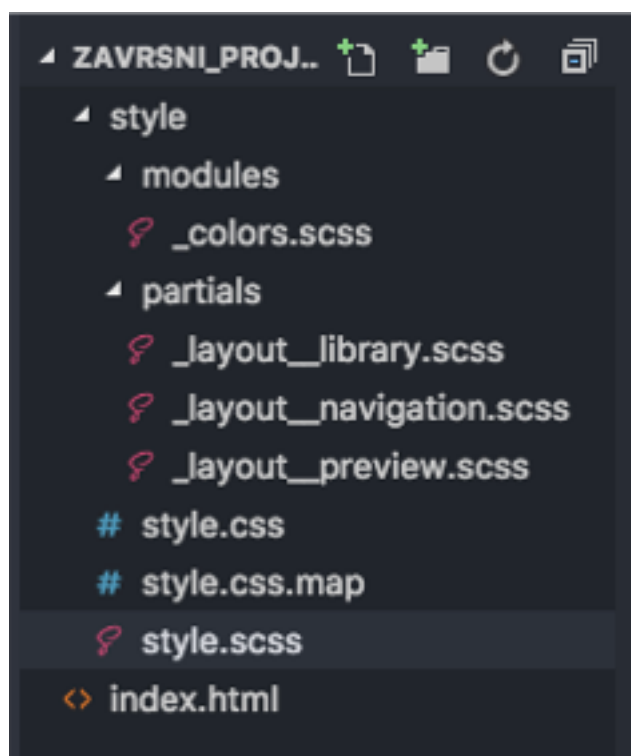 ZAVRSNI_PROJ..
style
modules
_colors.scss
partials
_layout__library.scss
_layout__navigation.scss
_layout__preview.scss
# style.css
# style.css.map
style.scss
<> index.html